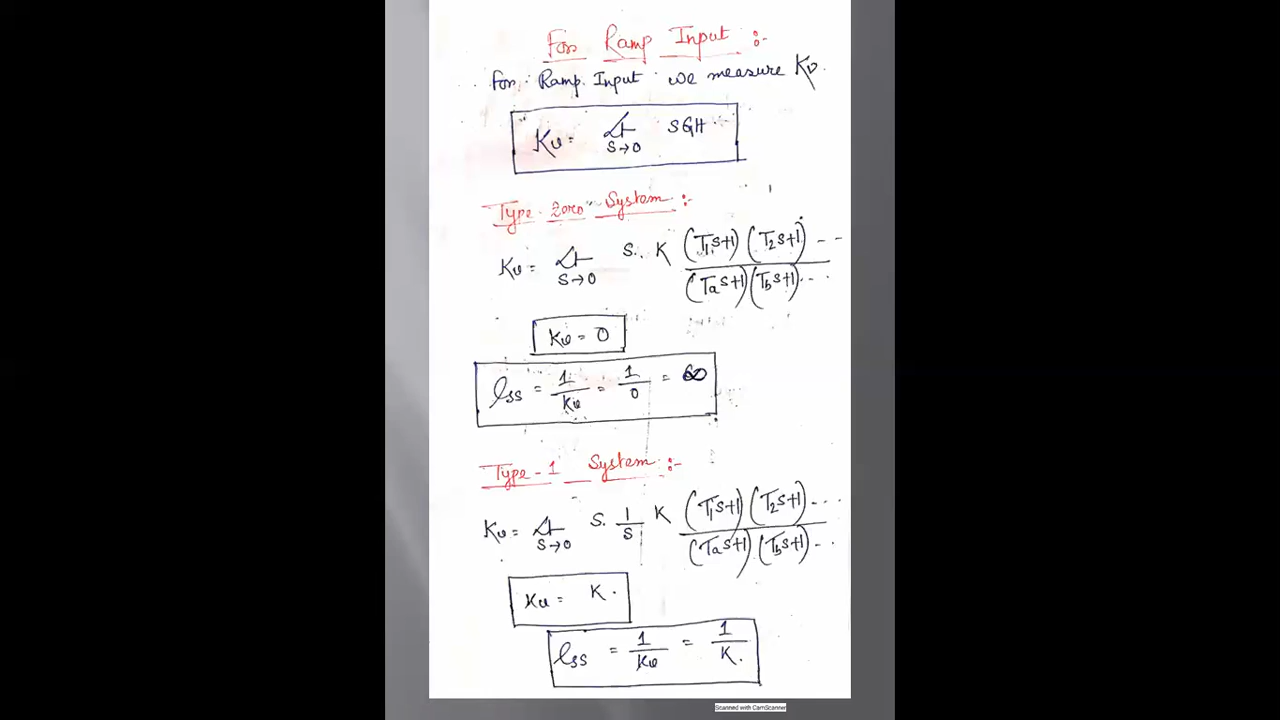 For Ramp Input :-
For Ramp Input we measure Kv.
Kv = Lt S→0 SGH
Type zero System :-
Kv = Lt S→0 S. K (T1s+1) (T2s+1) -- / (Tas+1) (Tbs+1) --
Kv = 0
ess = 1/Kv = 1/0 = ∞
Type - 1 System :-
Kv = Lt S→0 S. 1/S K (T1s+1) (T2s+1) ... / (Tas+1) (Tbs+1) ...
Kv = K.
ess = 1/Kv = 1/K.
Scanned with CamScanner